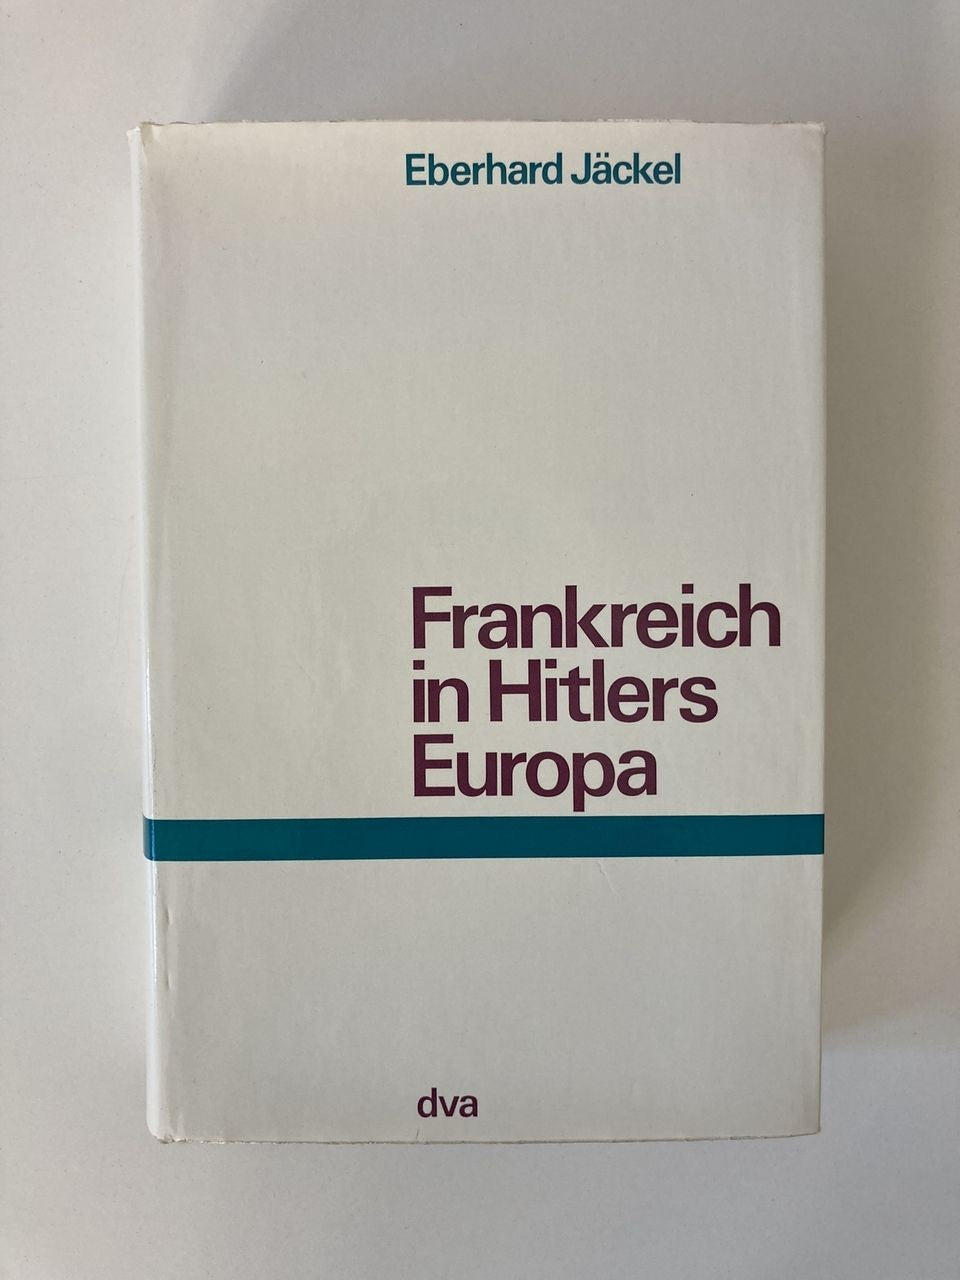 Eberhard Jäckel
Frankreich
in Hitlers
Europa
dva